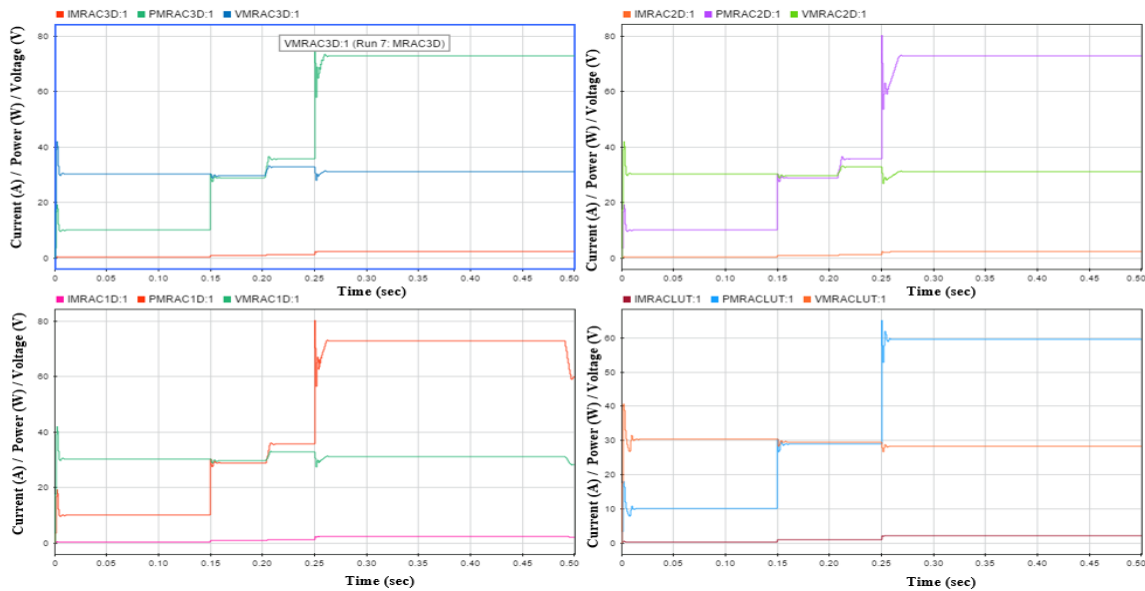 IMRAC3D:1 PMRAC3D:1 VMRAC3D:1
VMRAC3D:1 (Run 7: MRAC3D)
Current (A) / Power (W) / Voltage (V)
80
60
40
20
0
0 0.05 0.10 0.15 0.20 0.25 0.30 0.35 0.40 0.45 0.50
Time (sec)
IMRAC2D:1 PMRAC2D:1 VMRAC2D:1
Current (A) / Power (W) / Voltage (V)
80
60
40
20
0
0 0.05 0.10 0.15 0.20 0.25 0.30 0.35 0.40 0.45 0.50
Time (sec)
IMRAC1D:1 PMRAC1D:1 VMRAC1D:1
Current (A) / Power (W) / Voltage (V)
80
60
40
20
0
0 0.05 0.10 0.15 0.20 0.25 0.30 0.35 0.40 0.45 0.50
Time (sec)
IMRACLUT:1 PMRACLUT:1 VMRACLUT:1
Current (A) / Power (W) / Voltage (V)
60
50
40
30
20
10
0
0 0.05 0.10 0.15 0.20 0.25 0.30 0.35 0.40 0.45 0.50
Time (sec)